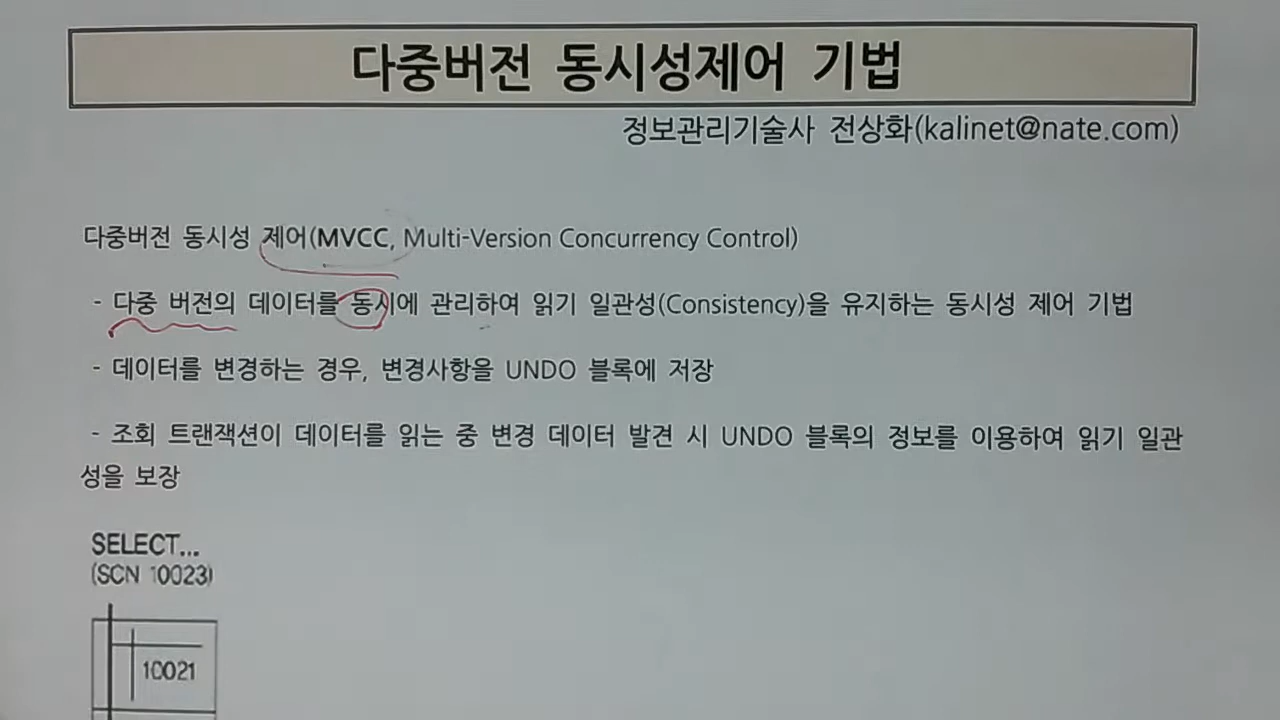 다중버전 동시성제어 기법
정보관리기술사 전상화(kalinet@nate.com)
다중버전 동시성 제어(MVCC, Multi-Version Concurrency Control)
- 다중 버전의 데이터를 동시에 관리하여 읽기 일관성(Consistency)을 유지하는 동시성 제어 기법
- 데이터를 변경하는 경우, 변경사항을 UNDO 블록에 저장
- 조회 트랜잭션이 데이터를 읽는 중 변경 데이터 발견 시 UNDO 블록의 정보를 이용하여 읽기 일관
성을 보장
SELECT...
(SCN 10023)
10021